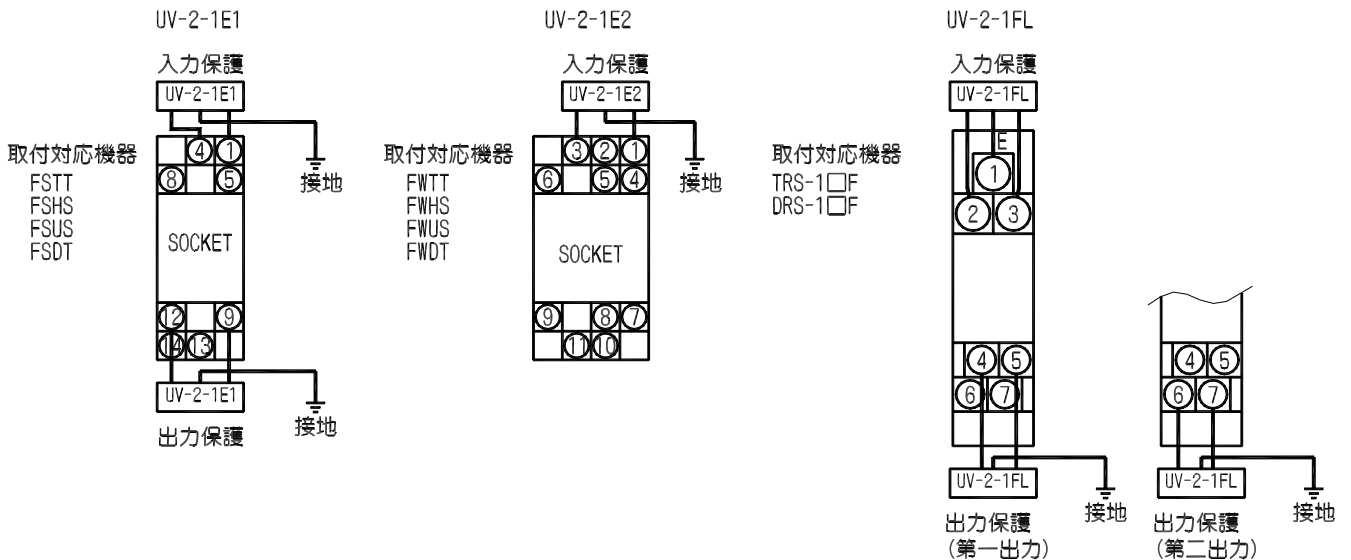 UV-2-1E1
入力保護
UV-2-1E1
取付対応機器
FSTT
FSHS
FSUS
FSDT
4 1
8 5
接地
SOCKET
12 9
14 13
UV-2-1E1
接地
出力保護
UV-2-1E2
入力保護
UV-2-1E2
取付対応機器
FWTT
FWHS
FWUS
FWDT
3 2 1
6 5 4
接地
SOCKET
9 8 7
11 10
UV-2-1FL
入力保護
UV-2-1FL
取付対応機器
TRS-1□F
DRS-1□F
E
1
2 3
4 5
6 7
UV-2-1FL
接地
出力保護
(第一出力)
4 5
6 7
UV-2-1FL
接地
出力保護
(第二出力)